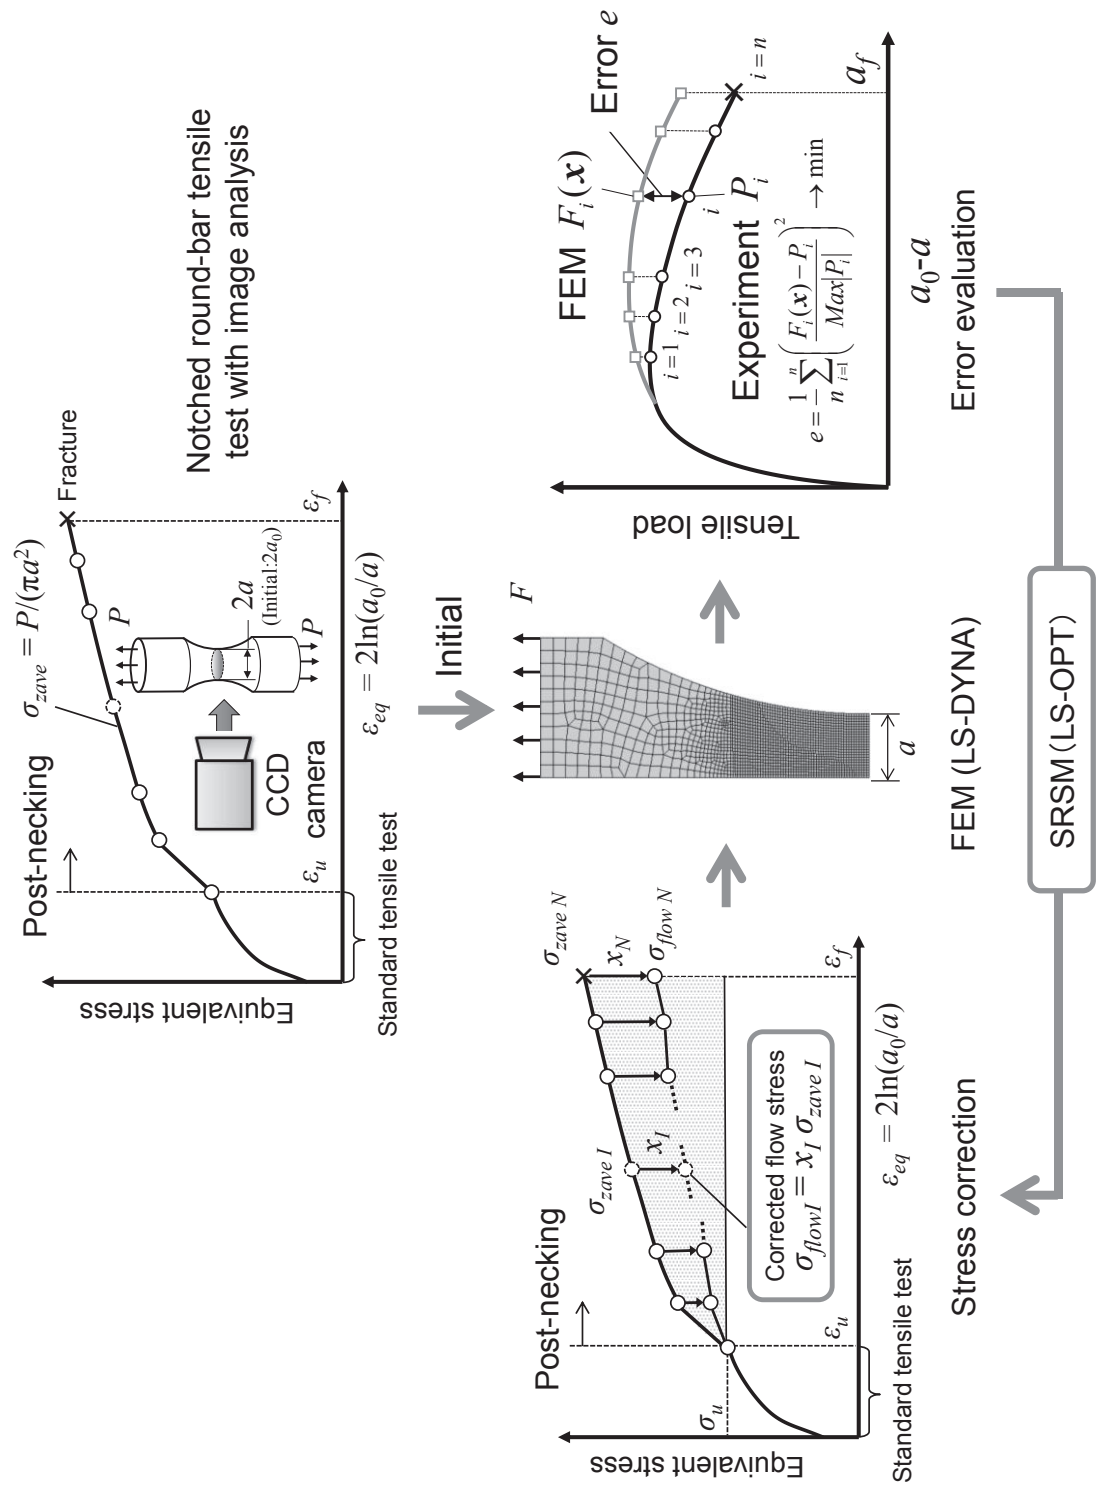 Notched round-bar tensile
test with image analysis
Post-necking
σ_zave = P/(πa²)
Fracture
Equivalent stress
P
2a
(Initial:2a₀)
P
CCD
camera
ε_u
ε_f
Standard tensile test
ε_eq = 2ln(a₀/a)
Initial
Post-necking
σ_zave N
x_N
σ_flow N
σ_zave I
x_I
σ_u
Equivalent stress
Corrected flow stress
σ_flowI = x_I σ_zave I
ε_u
ε_f
Standard tensile test
ε_eq = 2ln(a₀/a)
Stress correction
F
a
FEM (LS-DYNA)
Error e
FEM F_i(x)
i = n
i
i = 1
i = 2
i = 3
Experiment P_i
e = 1/n ∑_{i=1}^{n} ((F_i(x) − P_i)/Max|P_i|)² → min
Tensile load
a_f
a₀-a
Error evaluation
SRSM (LS-OPT)